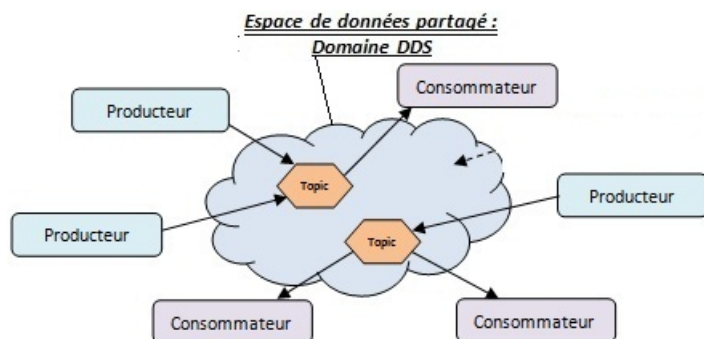 Espace de données partagé :
Domaine DDS
Consommateur
Producteur
Topic
Producteur
Producteur
Topic
Consommateur
Consommateur